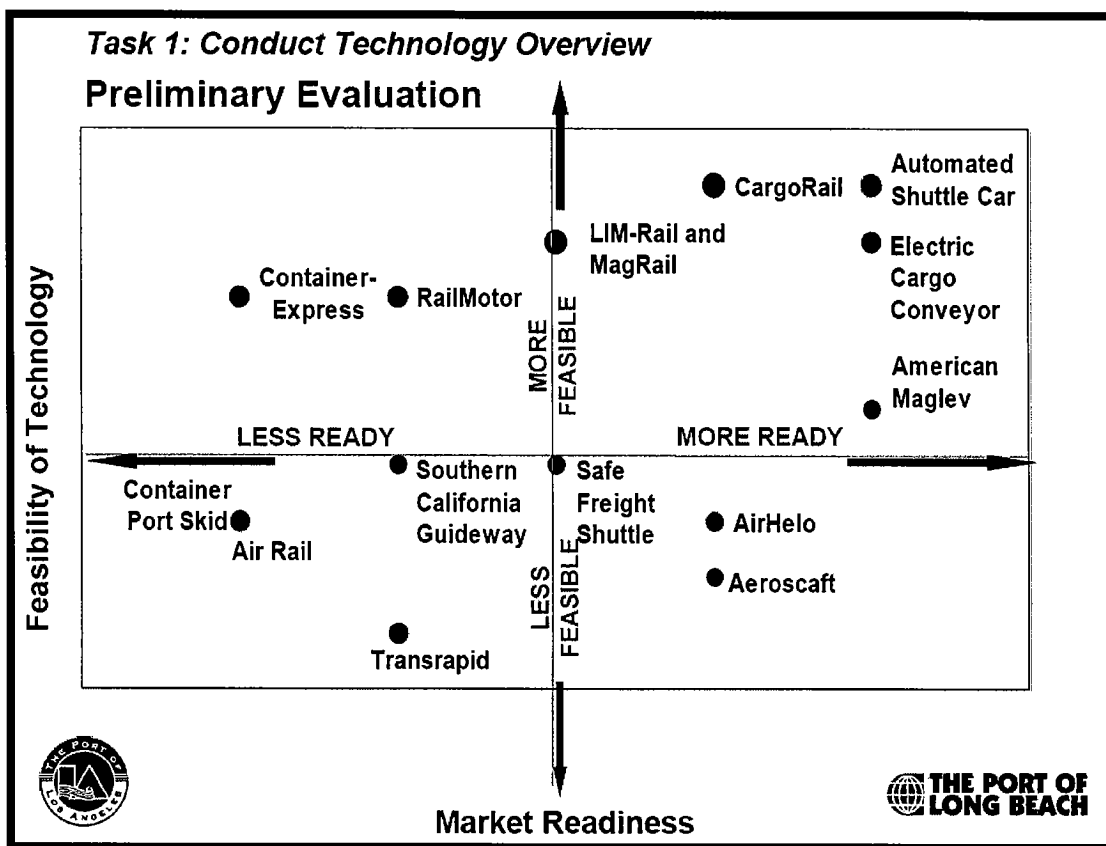 Task 1: Conduct Technology Overview
Preliminary Evaluation
Feasibility of Technology
CargoRail
Automated
Shuttle Car
LIM-Rail and
MagRail
Electric
Cargo
Conveyor
Container-
Express
RailMotor
MORE
FEASIBLE
American
Maglev
LESS READY
MORE READY
Container
Port Skid
Air Rail
Southern
California
Guideway
Safe
Freight
Shuttle
AirHelo
Aeroscaft
LESS
FEASIBLE
Transrapid
Market Readiness
THE PORT OF
LOS ANGELES
THE PORT OF
LONG BEACH